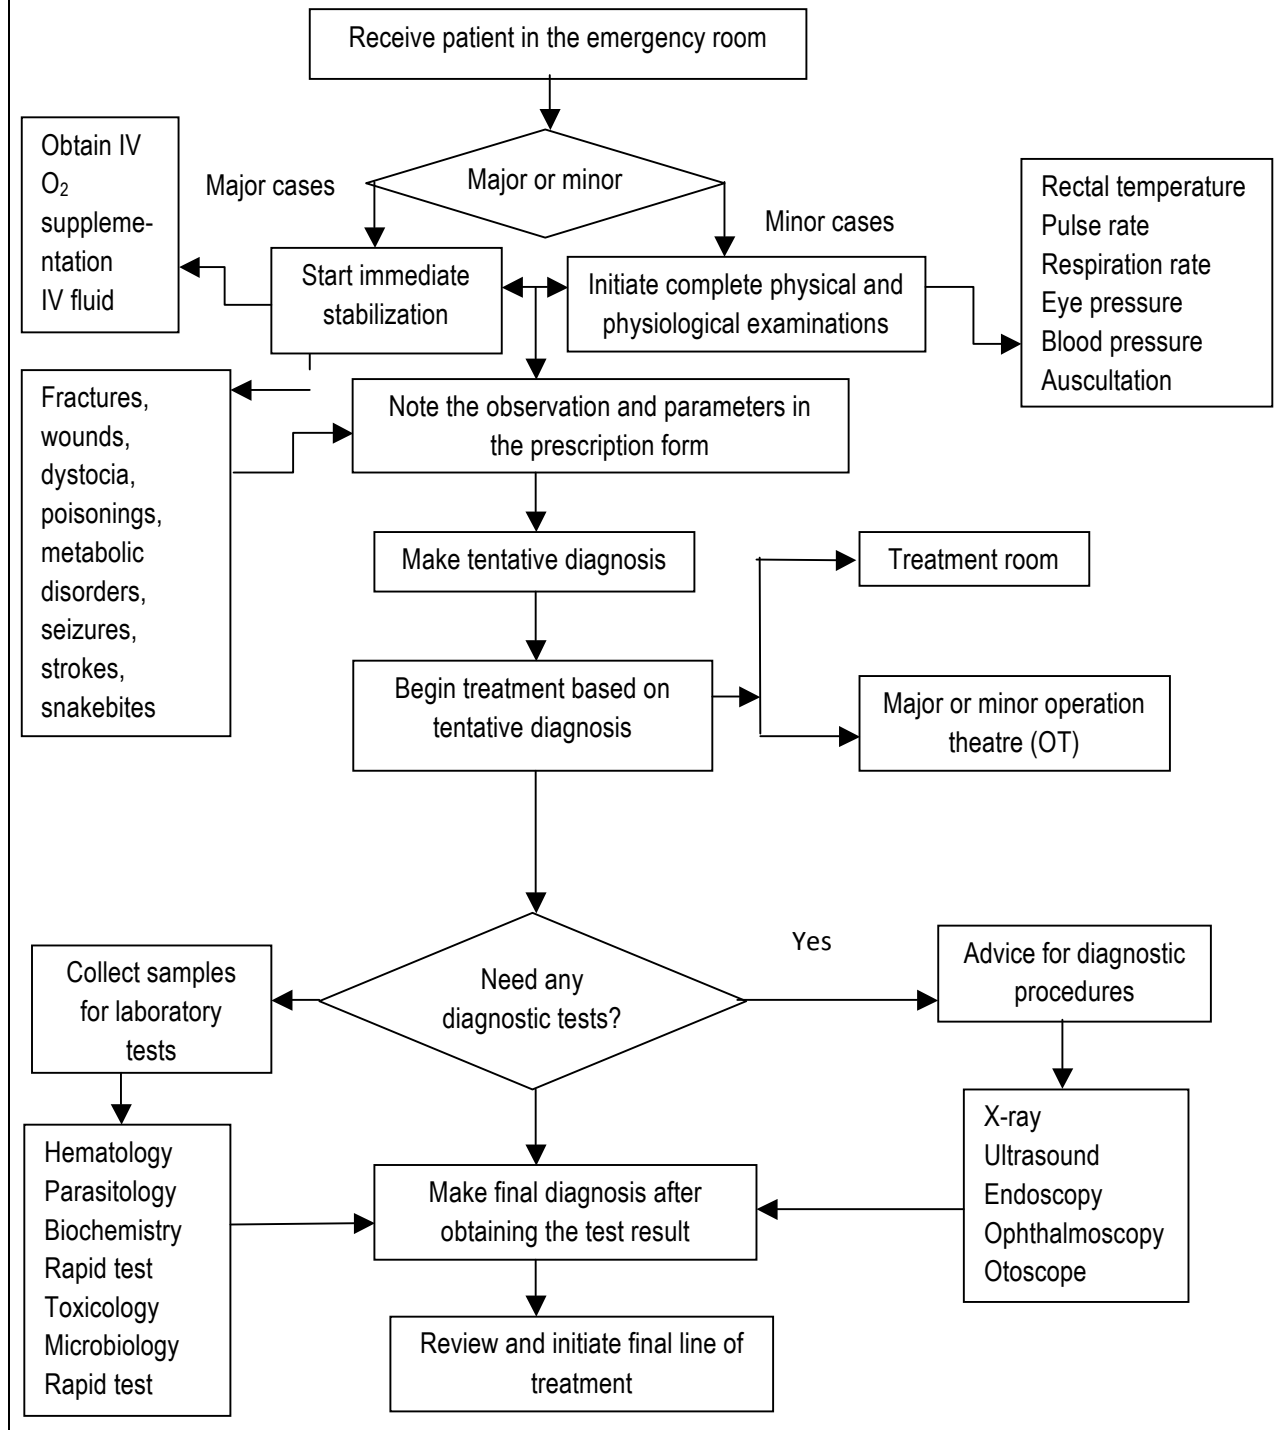 Receive patient in the emergency room
Major or minor
Major cases
Minor cases
Obtain IV
O₂
suppleme-
ntation
IV fluid
Start immediate
stabilization
Initiate complete physical and
physiological examinations
Rectal temperature
Pulse rate
Respiration rate
Eye pressure
Blood pressure
Auscultation
Fractures,
wounds,
dystocia,
poisonings,
metabolic
disorders,
seizures,
strokes,
snakebites
Note the observation and parameters in
the prescription form
Make tentative diagnosis
Treatment room
Begin treatment based on
tentative diagnosis
Major or minor operation
theatre (OT)
Need any
diagnostic tests?
Yes
Collect samples
for laboratory
tests
Advice for diagnostic
procedures
Hematology
Parasitology
Biochemistry
Rapid test
Toxicology
Microbiology
Rapid test
X-ray
Ultrasound
Endoscopy
Ophthalmoscopy
Otoscope
Make final diagnosis after
obtaining the test result
Review and initiate final line of
treatment